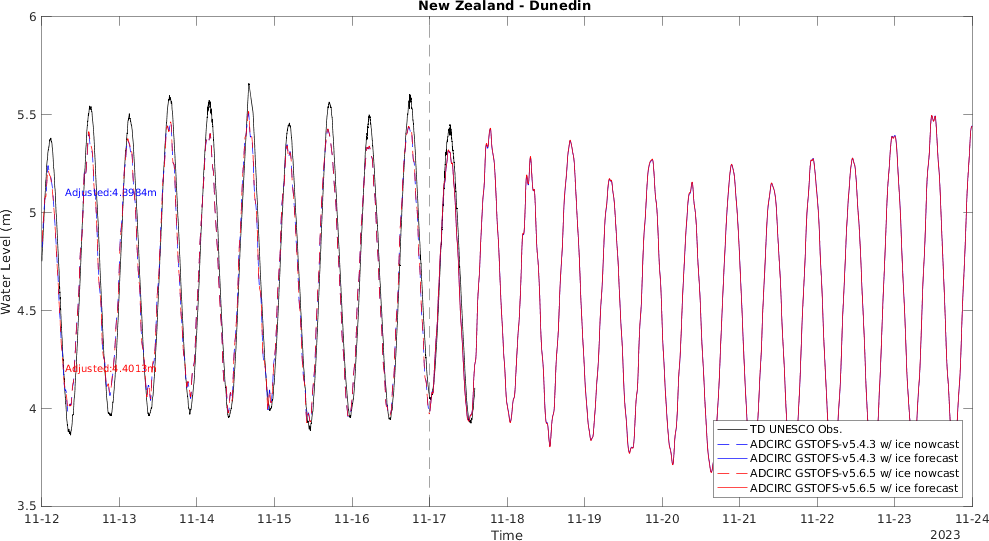 New Zealand - Dunedin
6
5.5
5
4.5
4
3.5
Water Level (m)
Adjusted:4.8984m
Adjusted:4.4013m
TD UNESCO Obs.
ADCIRC GSTOFS-v5.4.3 w/ ice nowcast
ADCIRC GSTOFS-v5.4.3 w/ ice forecast
ADCIRC GSTOFS-v5.6.5 w/ ice nowcast
ADCIRC GSTOFS-v5.6.5 w/ ice forecast
11-12 11-13 11-14 11-15 11-16 11-17 11-18 11-19 11-20 11-21 11-22 11-23 11-24
Time
2023